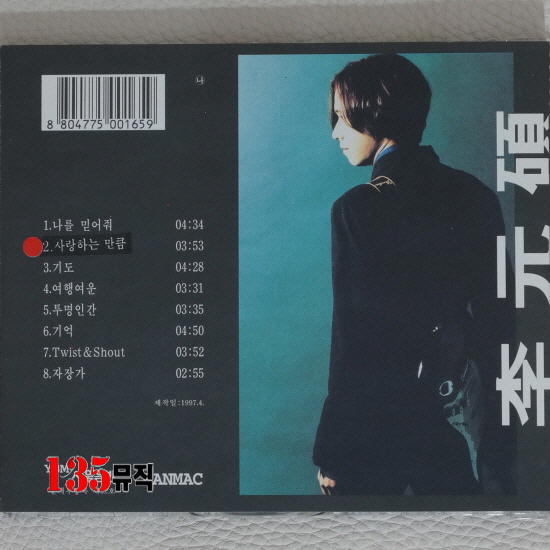 8 804775 001659
나
1.나를 믿어줘 04:34
2.사랑하는 만큼 03:53
3.기도 04:28
4.여행여운 03:31
5.투명인간 03:35
6.기억 04:50
7.Twist&Shout 03:52
8.자장가 02:55
제작일:1997.4.
135뮤직
ANMAC
李元碩